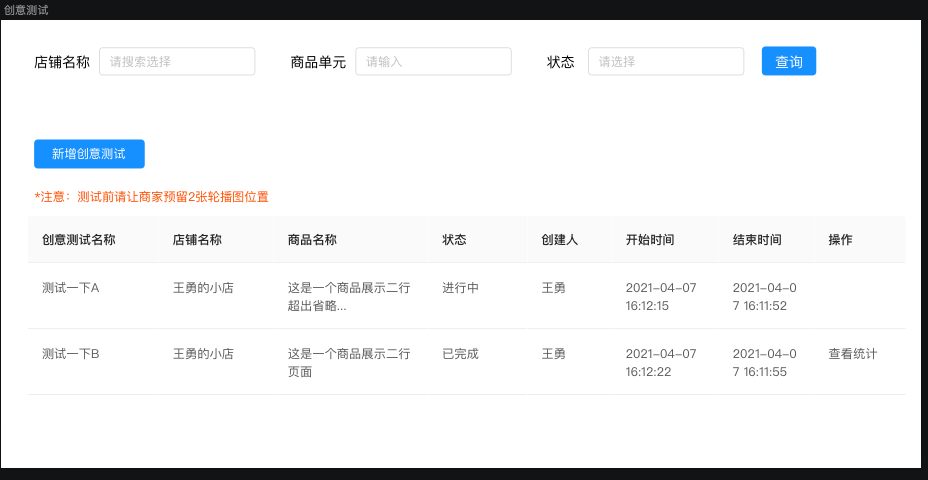 创意测试
店铺名称 请搜索选择 商品单元 请输入 状态 请选择 查询
新增创意测试
*注意：测试前请让商家预留2张轮播图位置
创意测试名称 店铺名称 商品名称 状态 创建人 开始时间 结束时间 操作
测试一下A 王勇的小店 这是一个商品展示二行 进行中 王勇 2021-04-07 2021-04-0
超出省略... 16:12:15 7 16:11:52
测试一下B 王勇的小店 这是一个商品展示二行 已完成 王勇 2021-04-07 2021-04-0 查看统计
页面 16:12:22 7 16:11:55